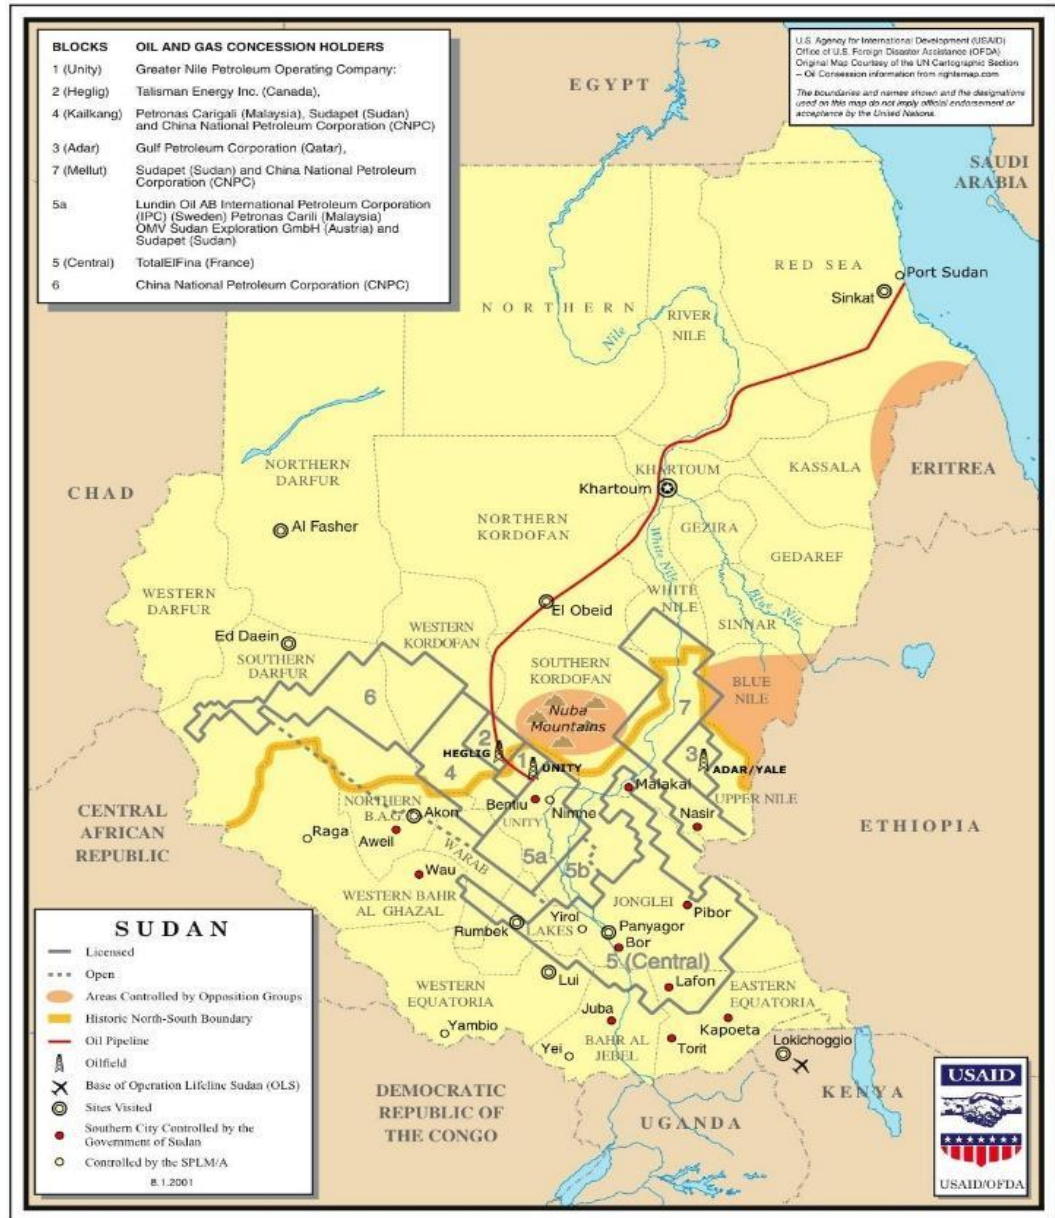 BLOCKS OIL AND GAS CONCESSION HOLDERS
1 (Unity) Greater Nile Petroleum Operating Company:
2 (Heglig) Talisman Energy Inc. (Canada),
4 (Kailkang) Petronas Carigali (Malaysia), Sudapet (Sudan)
and China National Petroleum Corporation (CNPC)
3 (Adar) Gulf Petroleum Corporation (Qatar),
7 (Mellut) Sudapet (Sudan) and China National Petroleum
Corporation (CNPC)
5a Lundin Oil AB International Petroleum Corporation
(IPC) (Sweden) Petronas Carili (Malaysia)
OMV Sudan Exploration GmbH (Austria) and
Sudapet (Sudan)
5 (Central) TotalElFina (France)
6 China National Petroleum Corporation (CNPC)
U.S. Agency for International Development (USAID)
Office of U.S. Foreign Disaster Assistance (OFDA)
Original Map Courtesy of the UN Cartographic Section
– Oil Consession information from rightsmap.com
The boundaries and names shown and the designations
used on this map do not imply official endorsement or
acceptance by the United Nations.
EGYPT
SAUDI
ARABIA
RED SEA
Port Sudan
Sinkat
NORTHERN
Nile
RIVER
NILE
NORTHERN
DARFUR
KHARTOUM
KASSALA
ERITREA
CHAD
Khartoum
Al Fasher
NORTHERN
KORDOFAN
GEZIRA
White Nile
GEDAREF
WESTERN
DARFUR
WHITE
NILE
Blue Nile
El Obeid
SINNAR
Ed Daein
WESTERN
KORDOFAN
SOUTHERN
DARFUR
SOUTHERN
KORDOFAN
BLUE
NILE
6
Nuba
Mountains
7
2
HEGLIG
1
UNITY
3
ADAR/YALE
4
Malakal
UPPER NILE
NORTHERN
B.A.G.
Akon
Bentiu
UNITY
Nimne
Nasir
CENTRAL
AFRICAN
REPUBLIC
Raga
Aweil
WARAB
ETHIOPIA
5a
5b
Wau
WESTERN BAHR
AL GHAZAL
JONGLEI
Pibor
Rumbek
LAKES
Yirol
Panyagor
Bor
5 (Central)
Lui
WESTERN
EQUATORIA
Lafon
EASTERN
EQUATORIA
Juba
Kapoeta
Yambio
Yei
BAHR AL
JEBEL
Torit
Lokichoggio
DEMOCRATIC
REPUBLIC OF
THE CONGO
UGANDA
KENYA
SUDAN
Licensed
Open
Areas Controlled by Opposition Groups
Historic North-South Boundary
Oil Pipeline
Oilfield
Base of Operation Lifeline Sudan (OLS)
Sites Visited
Southern City Controlled by the
Government of Sudan
Controlled by the SPLM/A
8.1.2001
USAID
USAID/OFDA